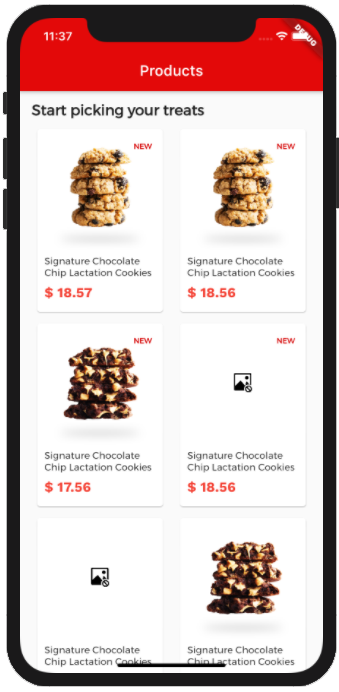 11:37
DEBUG
Products
Start picking your treats
NEW
NEW
Signature Chocolate
Chip Lactation Cookies
$ 18.57
Signature Chocolate
Chip Lactation Cookies
$ 18.56
NEW
NEW
Signature Chocolate
Chip Lactation Cookies
$ 17.56
Signature Chocolate
Chip Lactation Cookies
$ 18.56
Signature Chocolate
Chip Lactation Cookies
Signature Chocolate
Chip Lactation Cookies